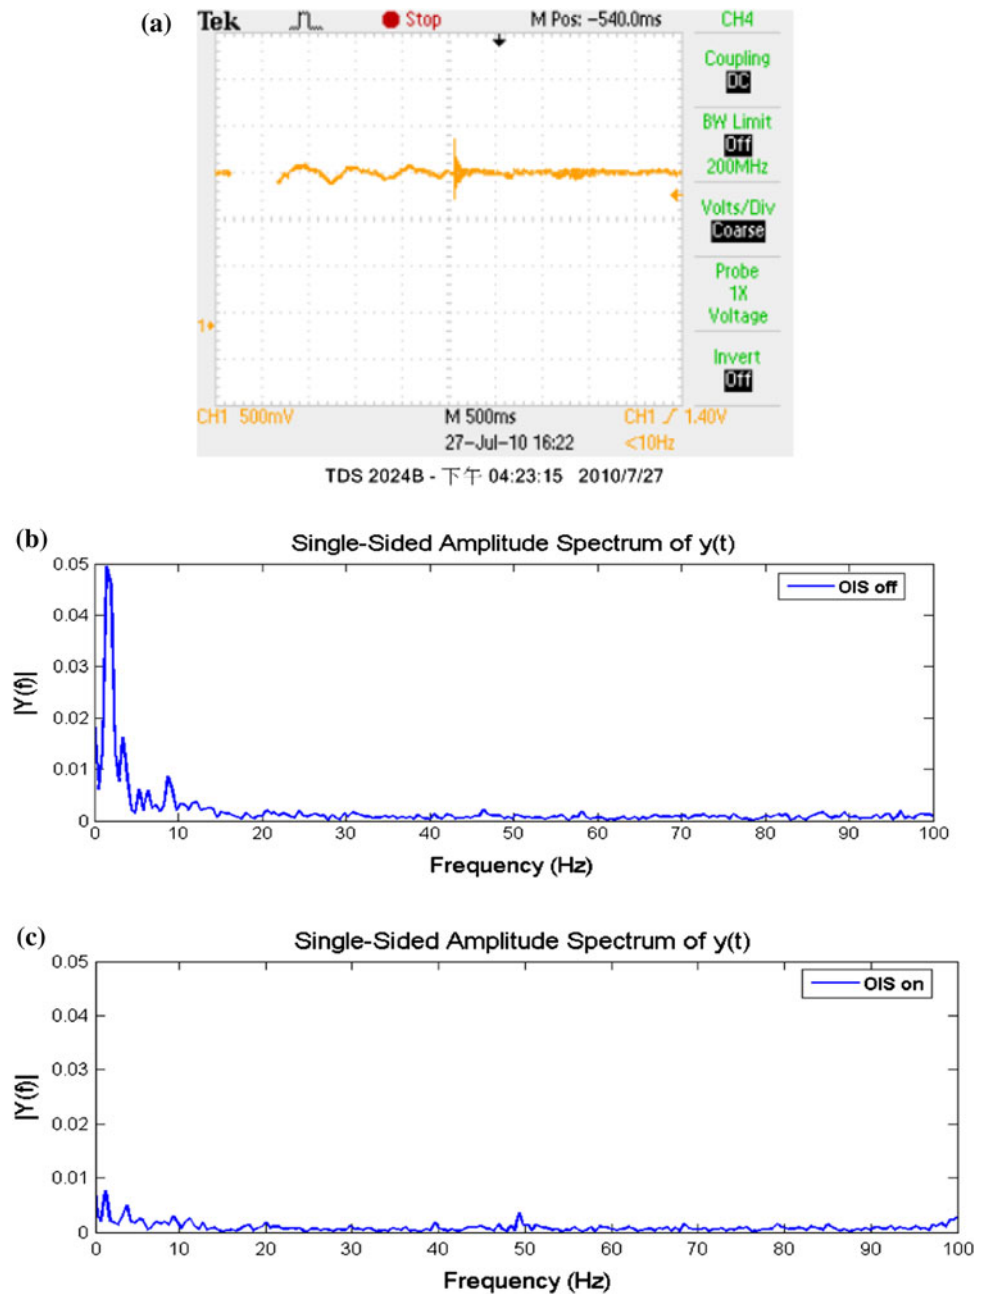 (a)
Tek Stop M Pos: -540.0ms CH4
Coupling
DC
BW Limit
Off
200MHz
Volts/Div
Coarse
Probe
1X
Voltage
Invert
Off
1
CH1 500mV M 500ms CH1 1.40V
27-Jul-10 16:22 <10Hz
TDS 2024B - 下午 04:23:15 2010/7/27
(b)
Single-Sided Amplitude Spectrum of y(t)
OIS off
0.05
0.04
0.03
0.02
0.01
0
|Y(f)|
0 10 20 30 40 50 60 70 80 90 100
Frequency (Hz)
(c)
Single-Sided Amplitude Spectrum of y(t)
OIS on
0.05
0.04
0.03
0.02
0.01
0
|Y(f)|
0 10 20 30 40 50 60 70 80 90 100
Frequency (Hz)